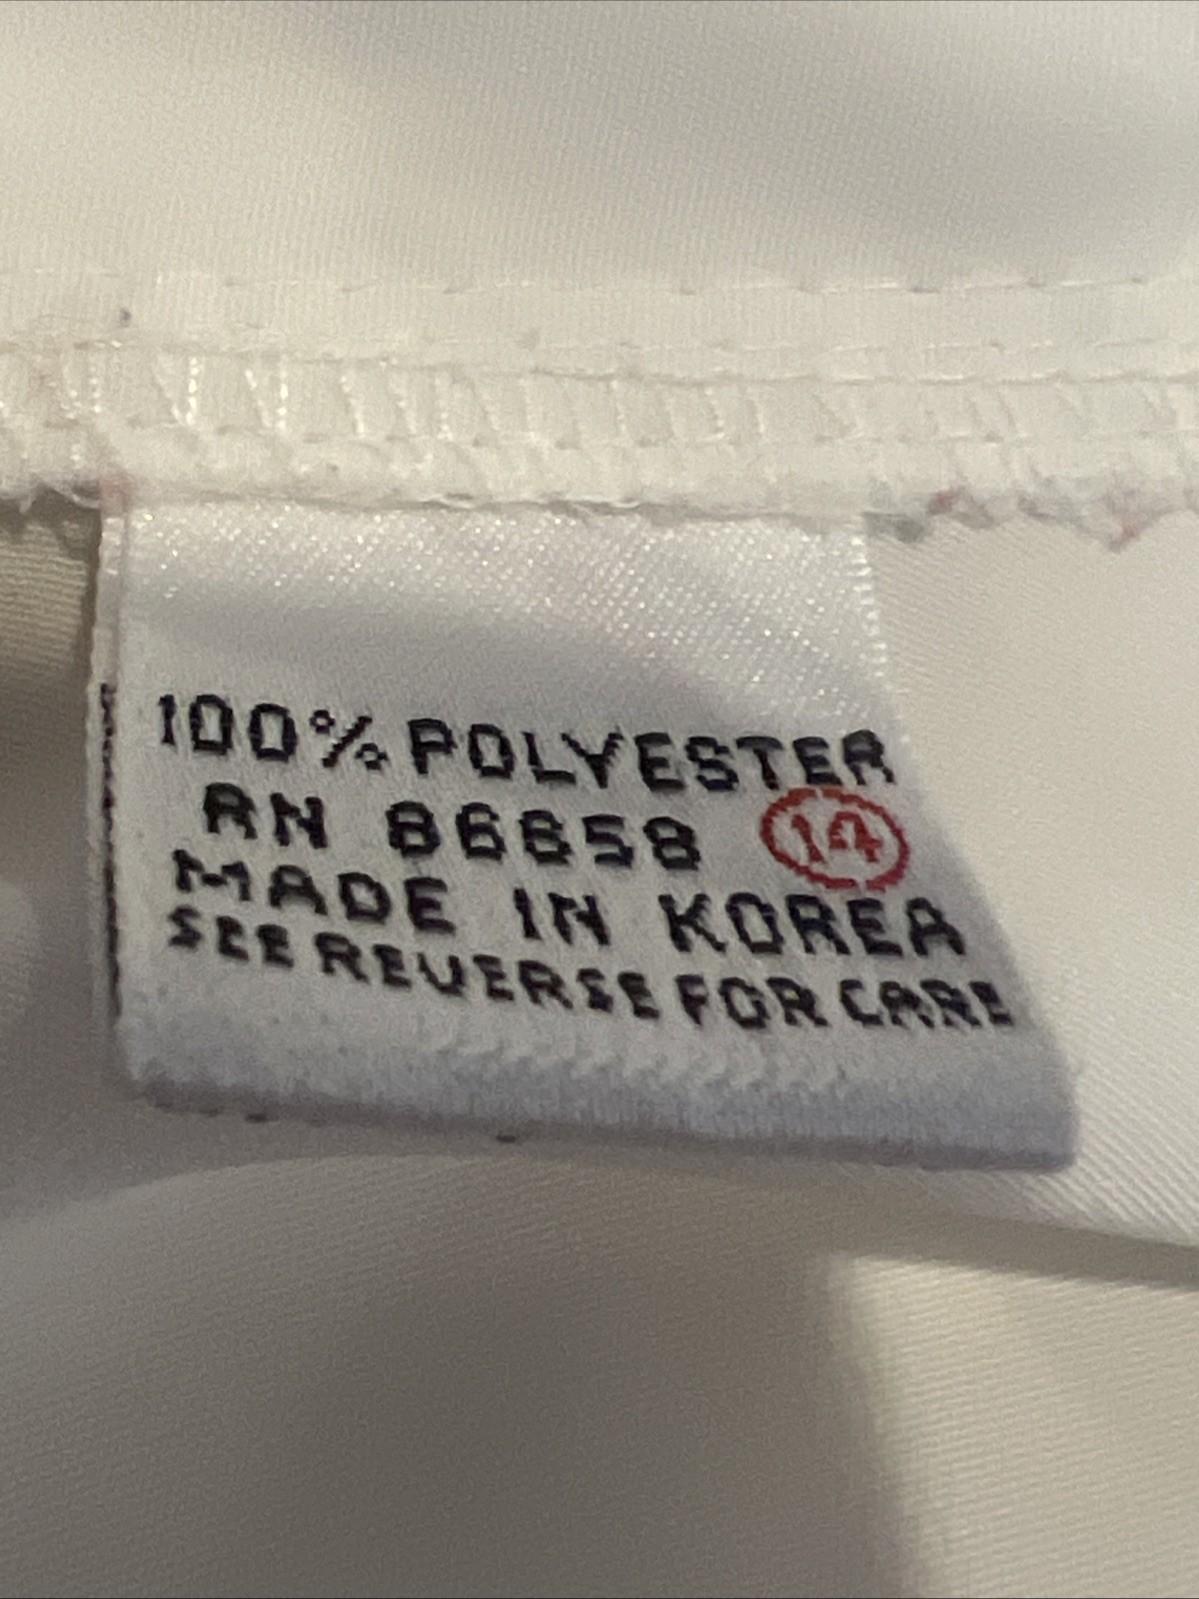 100% POLYESTER
RN 86658 14
MADE IN KOREA
SEE REVERSE FOR CARE